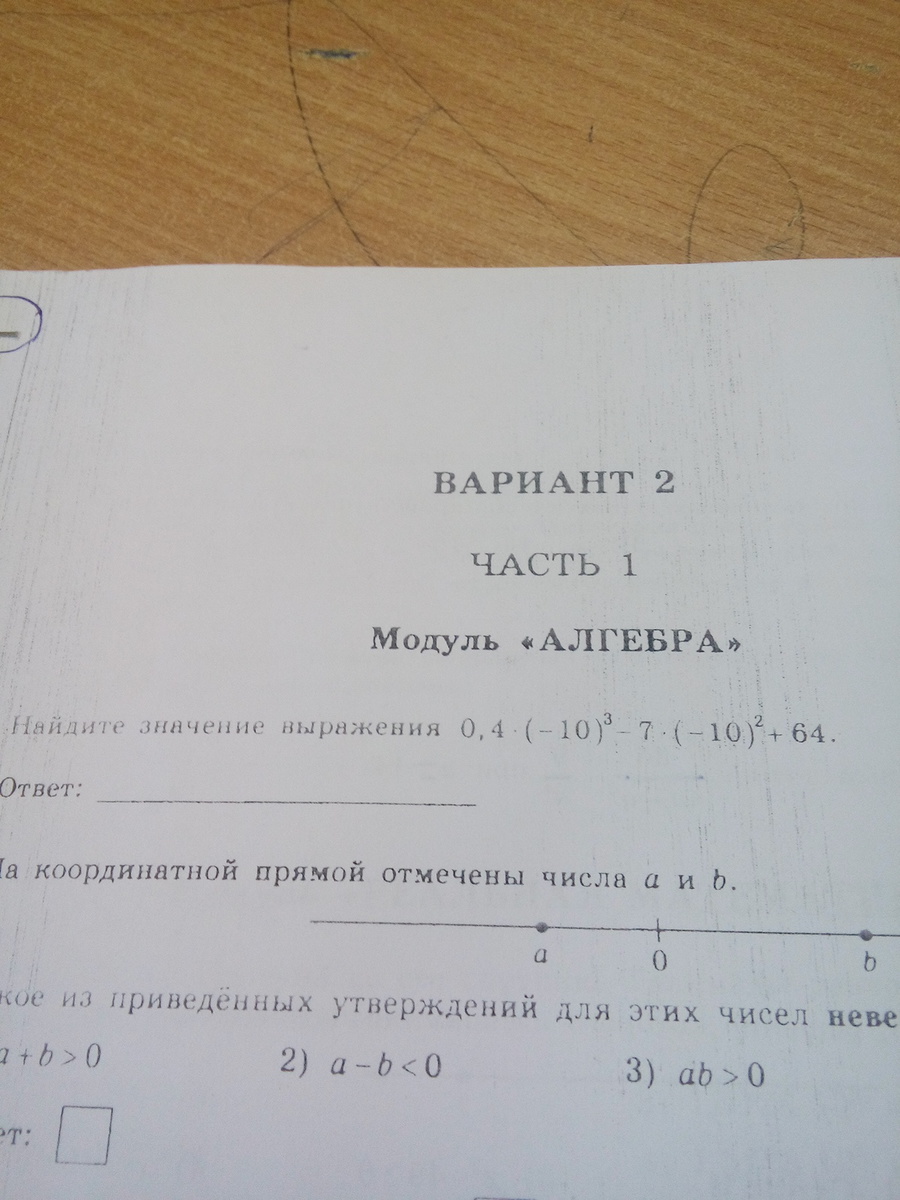 ВАРИАНТ 2
ЧАСТЬ 1
Модуль «АЛГЕБРА»
Найдите значение выражения 0,4 · (−10)³ − 7 · (−10)² + 64.
Ответ:
На координатной прямой отмечены числа a и b.
a 0 b
кое из приведённых утверждений для этих чисел неве
a + b > 0 2) a − b < 0 3) ab > 0
ет: